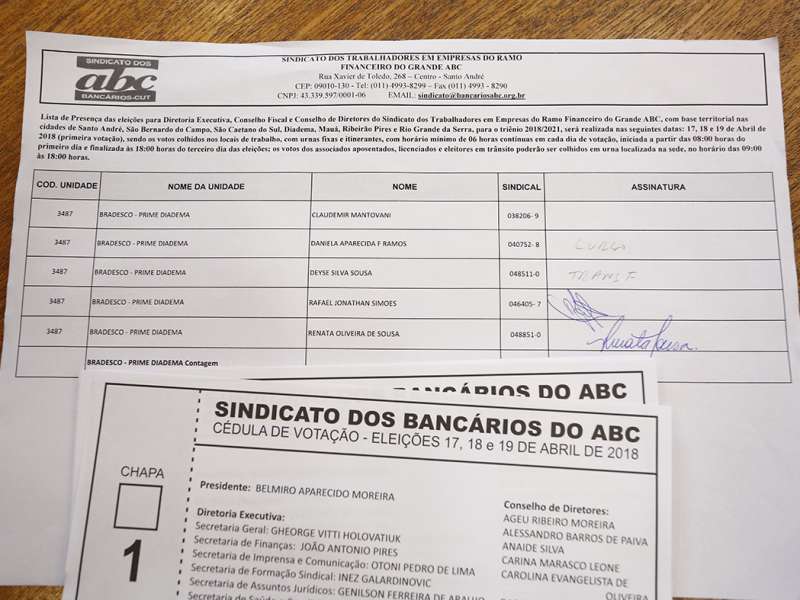 SINDICATO DOS
abc
BANCÁRIOS-CUT
SINDICATO DOS TRABALHADORES EM EMPRESAS DO RAMO
FINANCEIRO DO GRANDE ABC
Rua Xavier de Toledo, 268 – Centro - Santo André
CEP: 09010-130 - Tel: (011) 4993-8299 – Fax (011) 4993 - 8290
CNPJ: 43.339.597/0001-06 EMAIL: sindicato@bancariosabc.org.br
Lista de Presença das eleições para Diretoria Executiva, Conselho Fiscal e Conselho de Diretores do Sindicato dos Trabalhadores em Empresas do Ramo Financeiro do Grande ABC, com base territorial nas
cidades de Santo André, São Bernardo do Campo, São Caetano do Sul, Diadema, Mauá, Ribeirão Pires e Rio Grande da Serra, para o triênio 2018/2021, será realizada nas seguintes datas: 17, 18 e 19 de Abril de
2018 (primeira votação), sendo os votos colhidos nos locais de trabalho, com urnas fixas e itinerantes, com horário mínimo de 06 horas contínuas em cada dia de votação, iniciada a partir das 08:00 horas do
primeiro dia e finalizada às 18:00 horas do terceiro dia das eleições; os votos dos associados aposentados, licenciados e eleitores em trânsito poderão ser colhidos em urna localizada na sede, no horário das 09:00
às 18:00 horas.
COD. UNIDADE NOME DA UNIDADE NOME SINDICAL ASSINATURA
3487 BRADESCO - PRIME DIADEMA CLAUDEMIR MANTOVANI 038206- 9
3487 BRADESCO - PRIME DIADEMA DANIELA APARECIDA F RAMOS 040752- 8 CURSO
3487 BRADESCO - PRIME DIADEMA DEYSE SILVA SOUSA 048511-0 TRANSF.
3487 BRADESCO - PRIME DIADEMA RAFAEL JONATHAN SIMOES 046405- 7
3487 BRADESCO - PRIME DIADEMA RENATA OLIVEIRA DE SOUSA 048851-0
BRADESCO - PRIME DIADEMA Contagem
BANCÁRIOS DO ABC
SINDICATO DOS BANCÁRIOS DO ABC
CÉDULA DE VOTAÇÃO - ELEIÇÕES 17, 18 e 19 DE ABRIL DE 2018
CHAPA
1
Presidente: BELMIRO APARECIDO MOREIRA
Diretoria Executiva:
Secretaria Geral: GHEORGE VITTI HOLOVATIUK
Secretaria de Finanças: JOÃO ANTONIO PIRES
Secretaria de Imprensa e Comunicação: OTONI PEDRO DE LIMA
Secretaria de Formação Sindical: INEZ GALARDINOVIC
Secretaria de Assuntos Jurídicos: GENILSON FERREIRA DE ARAUJO
Conselho de Diretores:
AGEU RIBEIRO MOREIRA
ALESSANDRO BARROS DE PAIVA
ANAIDE SILVA
CARINA MARASCO LEONE
CAROLINA EVANGELISTA DE
OLIVEIRA